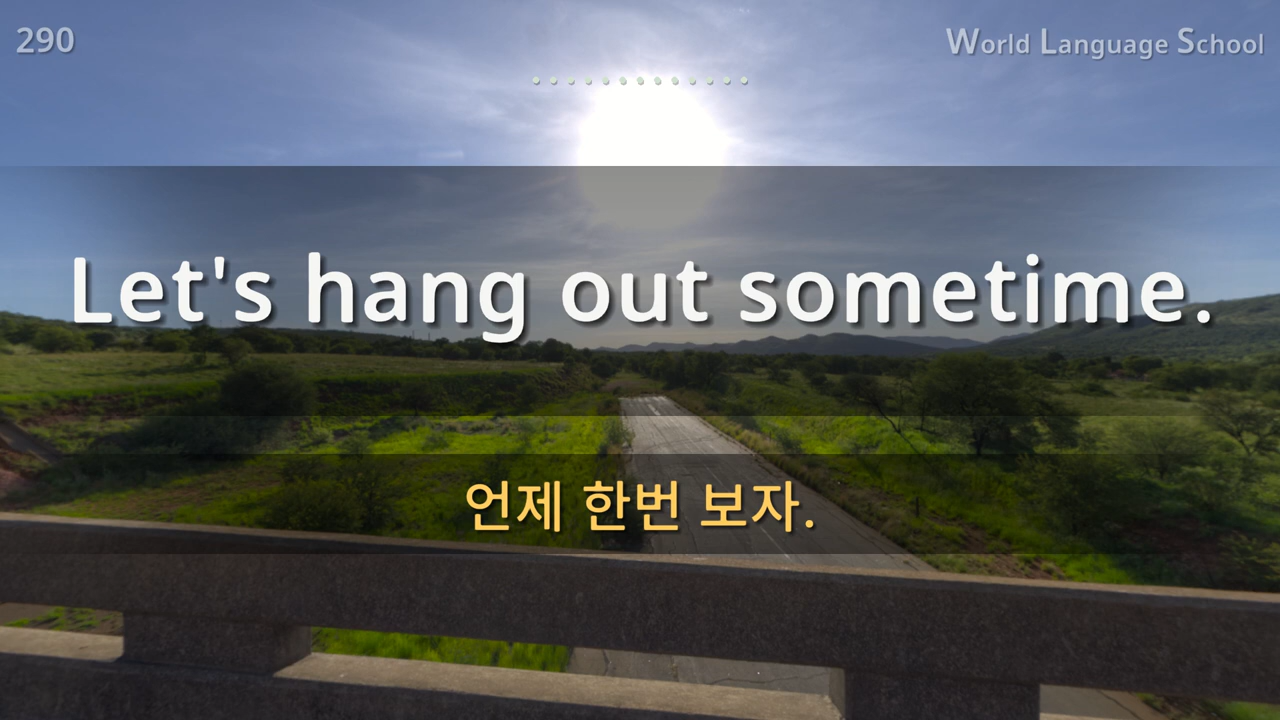 290
World Language School
Let's hang out sometime.
언제 한번 보자.